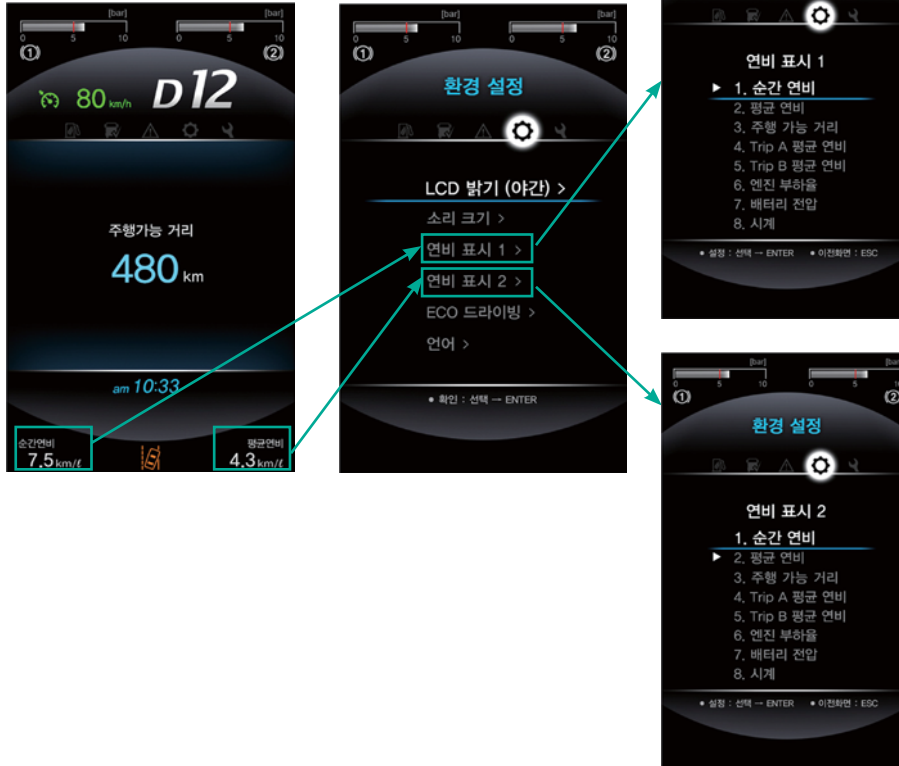 [bar] [bar]
0 5 10 0 5 10
(1) (2)
80 km/h D12
주행가능 거리
480 km
am 10:33
순간연비
7.5 km/ℓ
평균연비
4.3 km/ℓ
[bar] [bar]
0 5 10 0 5 10
(1) (2)
환경 설정
LCD 밝기 (야간) >
소리 크기 >
연비 표시 1 >
연비 표시 2 >
ECO 드라이빙 >
언어 >
● 확인 : 선택 → ENTER
연비 표시 1
▶ 1. 순간 연비
2. 평균 연비
3. 주행 가능 거리
4. Trip A 평균 연비
5. Trip B 평균 연비
6. 엔진 부하율
7. 배터리 전압
8. 시계
● 설정 : 선택 → ENTER ● 이전화면 : ESC
[bar] [bar]
0 5 10 0 5 10
(1) (2)
환경 설정
연비 표시 2
1. 순간 연비
▶ 2. 평균 연비
3. 주행 가능 거리
4. Trip A 평균 연비
5. Trip B 평균 연비
6. 엔진 부하율
7. 배터리 전압
8. 시계
● 설정 : 선택 → ENTER ● 이전화면 : ESC